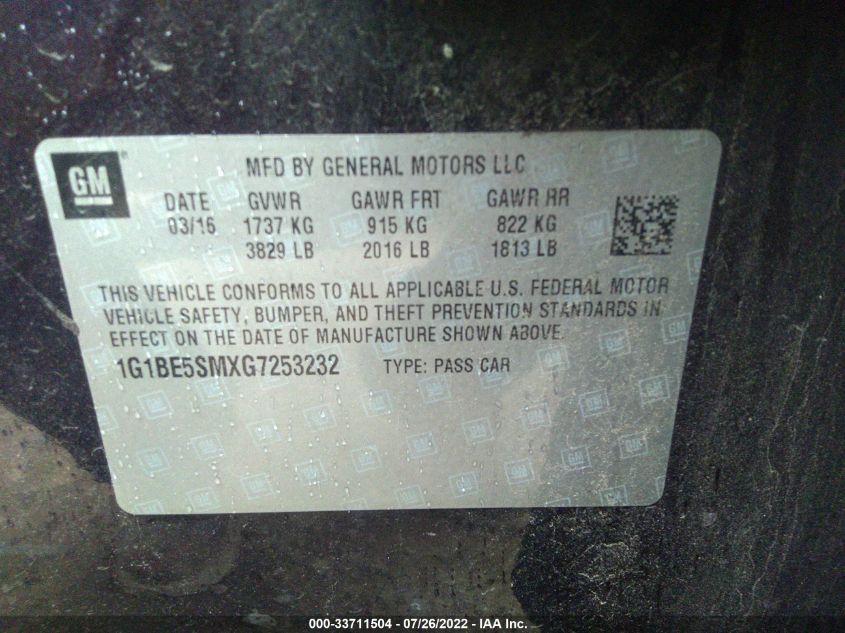 GM ® MFD BY GENERAL MOTORS LLC
DATE GVWR GAWR FRT GAWR RR
03/16 1737 KG 915 KG 822 KG
3829 LB 2016 LB 1813 LB
THIS VEHICLE CONFORMS TO ALL APPLICABLE U.S. FEDERAL MOTOR
VEHICLE SAFETY, BUMPER, AND THEFT PREVENTION STANDARDS IN
EFFECT ON THE DATE OF MANUFACTURE SHOWN ABOVE.
1G1BE5SMXG7253232 TYPE: PASS CAR
000-33711504 - 07/26/2022 - IAA Inc.